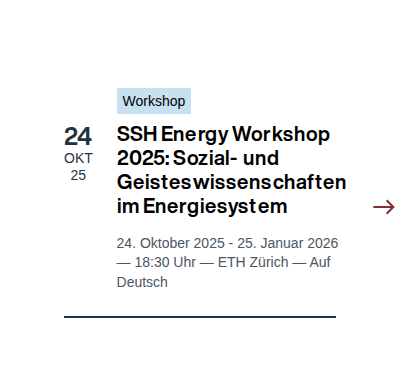 Workshop
24
OKT
25
SSH Energy Workshop
2025: Sozial- und
Geisteswissenschaften
im Energiesystem
24. Oktober 2025 - 25. Januar 2026
— 18:30 Uhr — ETH Zürich — Auf
Deutsch